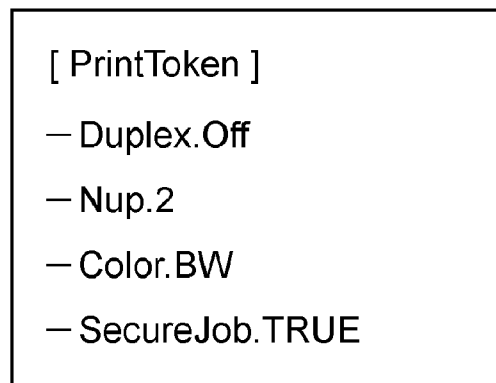 [ PrintToken ]
— Duplex.Off
— Nup.2
— Color.BW
— SecureJob.TRUE